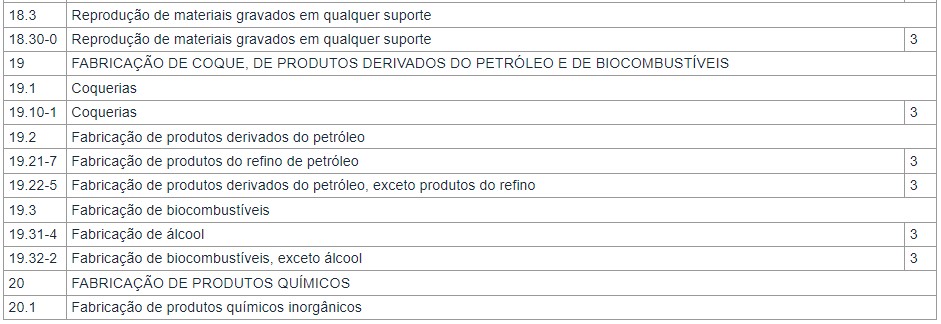 18.3 Reprodução de materiais gravados em qualquer suporte
18.30-0 Reprodução de materiais gravados em qualquer suporte 3
19 FABRICAÇÃO DE COQUE, DE PRODUTOS DERIVADOS DO PETRÓLEO E DE BIOCOMBUSTÍVEIS
19.1 Coquerias
19.10-1 Coquerias 3
19.2 Fabricação de produtos derivados do petróleo
19.21-7 Fabricação de produtos do refino de petróleo 3
19.22-5 Fabricação de produtos derivados do petróleo, exceto produtos do refino 3
19.3 Fabricação de biocombustíveis
19.31-4 Fabricação de álcool 3
19.32-2 Fabricação de biocombustíveis, exceto álcool 3
20 FABRICAÇÃO DE PRODUTOS QUÍMICOS
20.1 Fabricação de produtos químicos inorgânicos